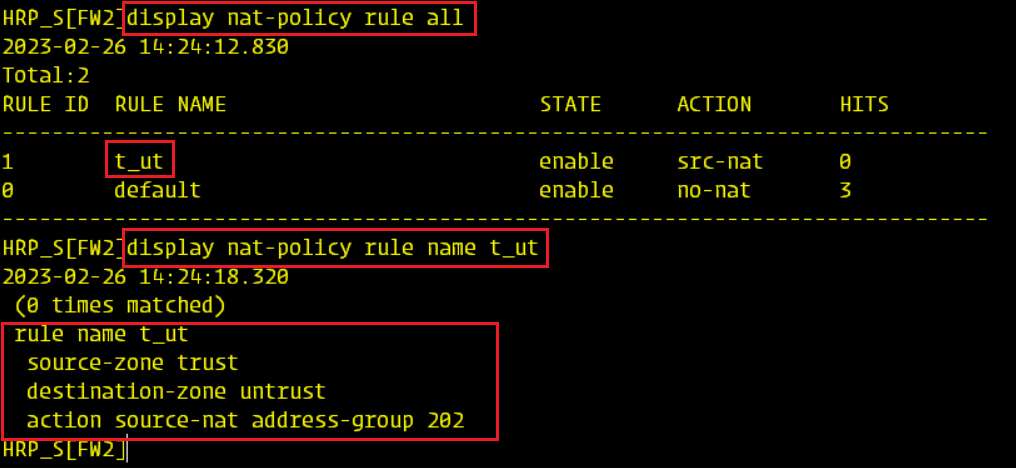 HRP_S[FW2]display nat-policy rule all
2023-02-26 14:24:12.830
Total:2
RULE ID  RULE NAME                         STATE      ACTION       HITS
-------------------------------------------------------------------------------
1        t_ut                              enable     src-nat      0
0        default                           enable     no-nat       3
-------------------------------------------------------------------------------
HRP_S[FW2]display nat-policy rule name t_ut
2023-02-26 14:24:18.320
 (0 times matched)
 rule name t_ut
  source-zone trust
  destination-zone untrust
  action source-nat address-group 202
HRP_S[FW2]